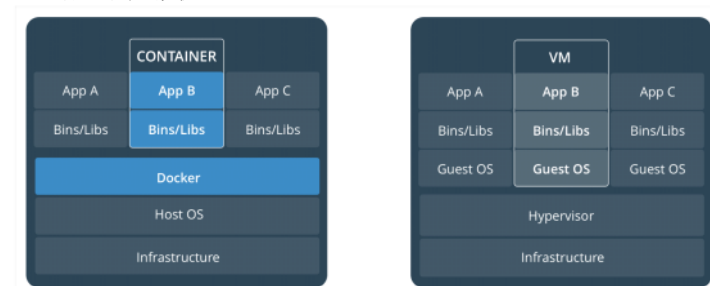 CONTAINER
App A App B App C
Bins/Libs Bins/Libs Bins/Libs
Docker
Host OS
Infrastructure
VM
App A App B App C
Bins/Libs Bins/Libs Bins/Libs
Guest OS Guest OS Guest OS
Hypervisor
Infrastructure